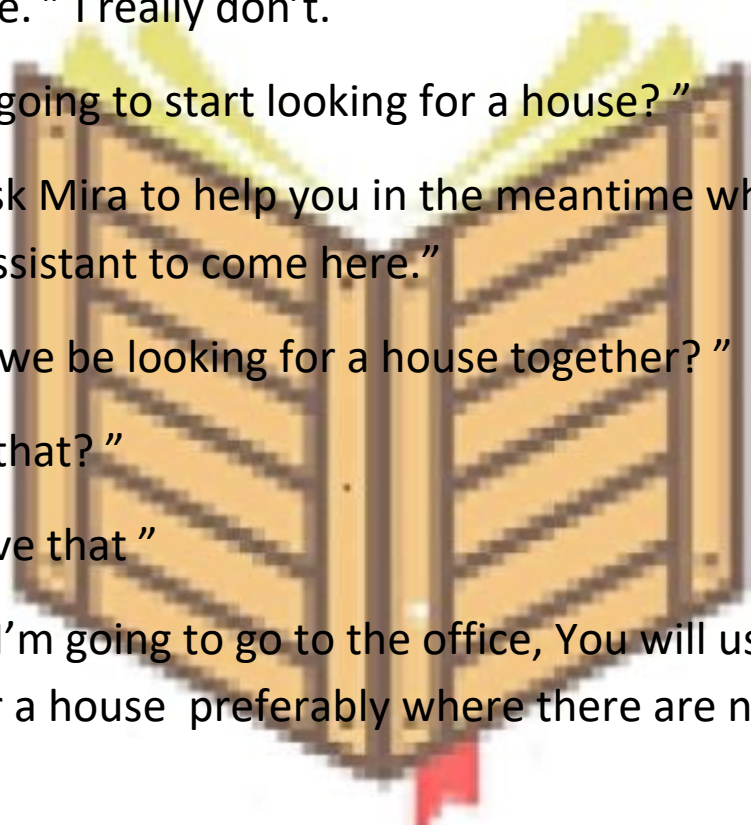 e. “ I really don’t.
going to start looking for a house? ”
sk Mira to help you in the meantime wh
ssistant to come here.”
we be looking for a house together? ”
that? ”
ve that ”
I’m going to go to the office, You will us
r a house  preferably where there are n